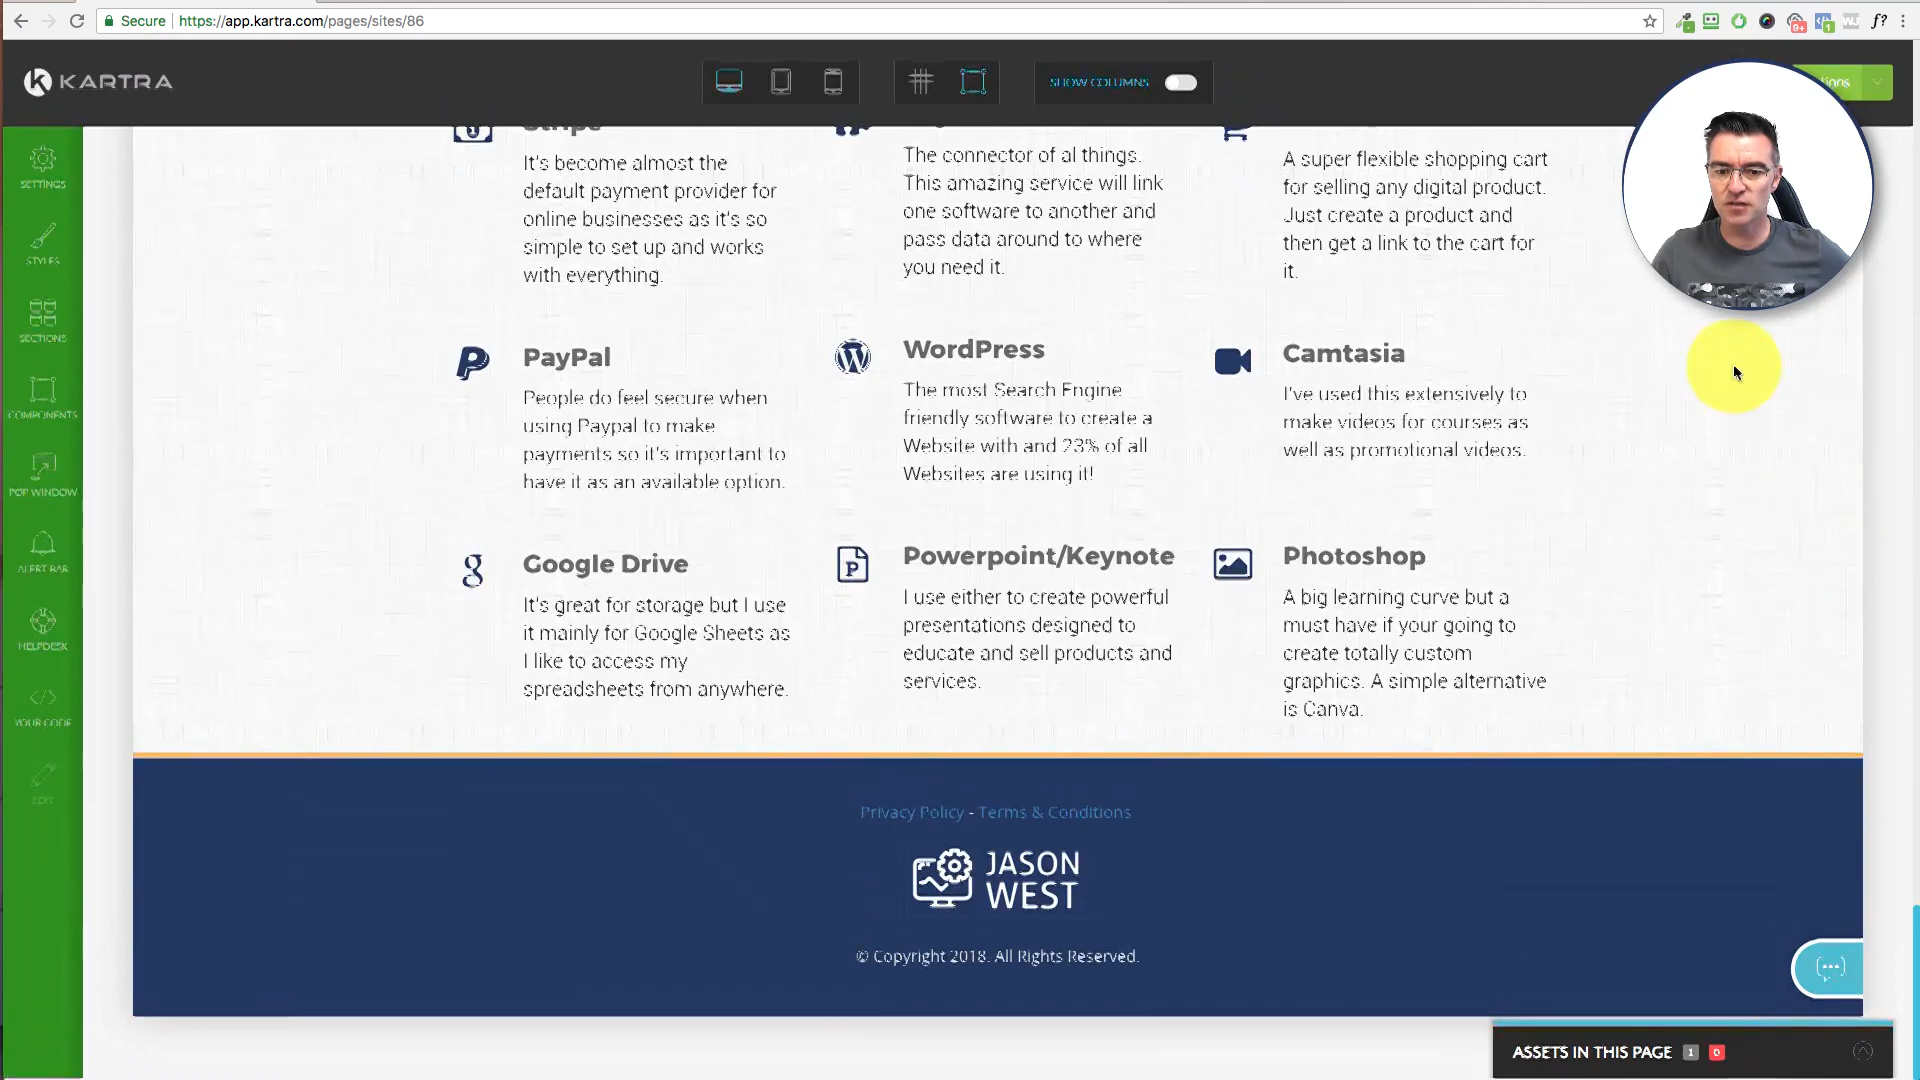 Secure https://app.kartra.com/pages/sites/86
KARTRA
SHOW COLUMNS
SETTINGS
STYLES
SECTIONS
COMPONENTS
POP WINDOW
ALERT BAR
HELPDESK
YOUR CODE
EDIT
Stripe
It's become almost the
default payment provider for
online businesses as it's so
simple to set up and works
with everything.
The connector of al things.
This amazing service will link
one software to another and
pass data around to where
you need it.
A super flexible shopping cart
for selling any digital product.
Just create a product and
then get a link to the cart for
it.
PayPal
People do feel secure when
using Paypal to make
payments so it's important to
have it as an available option.
WordPress
The most Search Engine
friendly software to create a
Website with and 23% of all
Websites are using it!
Camtasia
I've used this extensively to
make videos for courses as
well as promotional videos.
Google Drive
It's great for storage but I use
it mainly for Google Sheets as
I like to access my
spreadsheets from anywhere.
Powerpoint/Keynote
I use either to create powerful
presentations designed to
educate and sell products and
services.
Photoshop
A big learning curve but a
must have if your going to
create totally custom
graphics. A simple alternative
is Canva.
Privacy Policy - Terms & Conditions
JASON
WEST
© Copyright 2018. All Rights Reserved.
ASSETS IN THIS PAGE 1 0